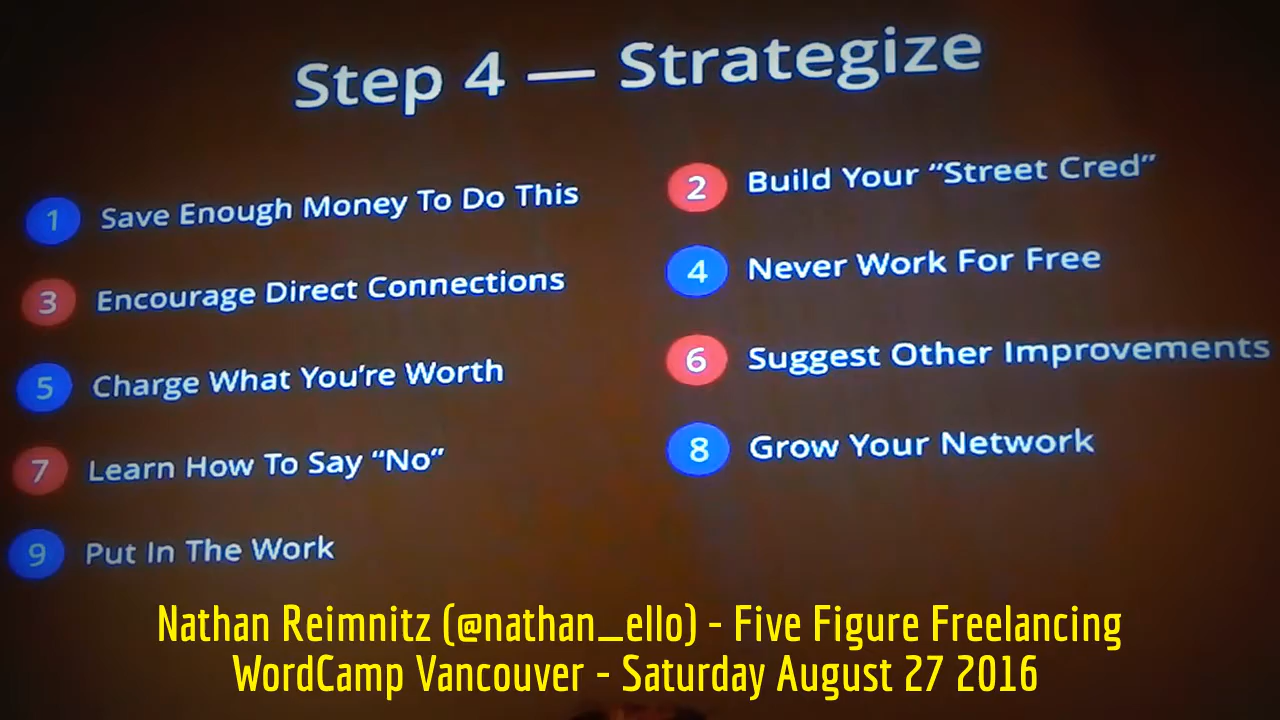 Step 4 — Strategize
1 Save Enough Money To Do This
2 Build Your “Street Cred”
3 Encourage Direct Connections
4 Never Work For Free
5 Charge What You’re Worth
6 Suggest Other Improvements
7 Learn How To Say “No”
8 Grow Your Network
9 Put In The Work
Nathan Reimnitz (@nathan_ello) - Five Figure Freelancing
WordCamp Vancouver - Saturday August 27 2016